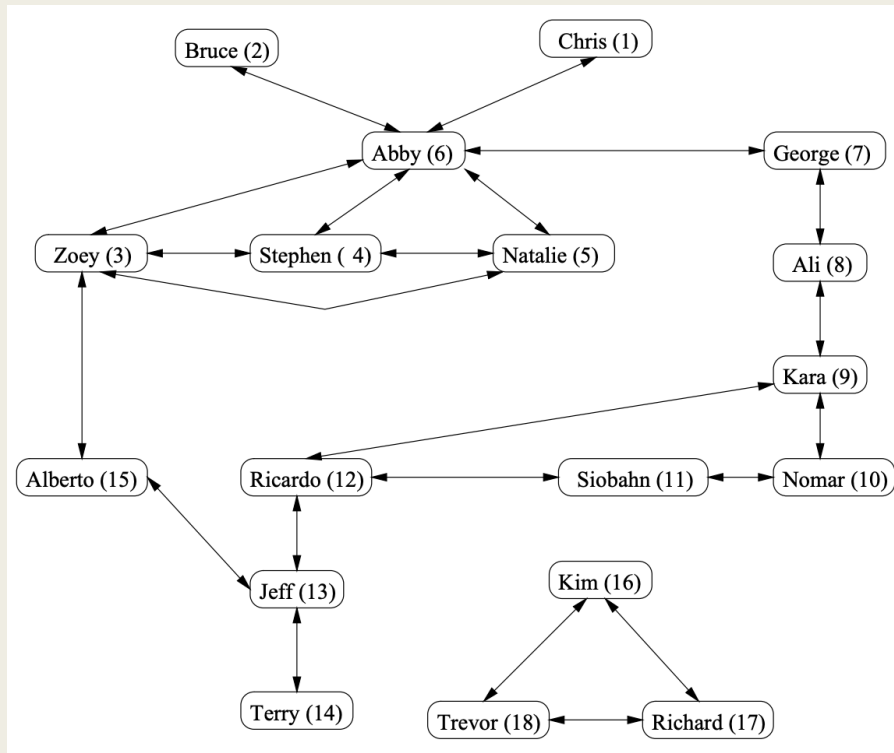 Bruce (2)
Chris (1)
Abby (6)
George (7)
Zoey (3)
Stephen ( 4)
Natalie (5)
Ali (8)
Kara (9)
Alberto (15)
Ricardo (12)
Siobahn (11)
Nomar (10)
Kim (16)
Jeff (13)
Terry (14)
Trevor (18)
Richard (17)